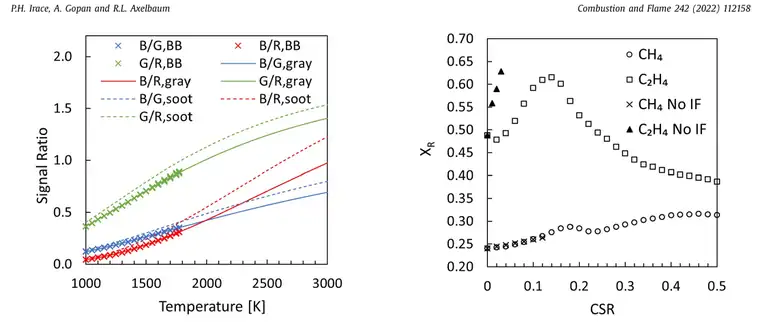 P.H. Irace, A. Gopan and R.L. Axelbaum
Combustion and Flame 242 (2022) 112158
2.0
1.5
1.0
0.5
0.0
Signal Ratio
B/G,BB
B/R,BB
G/R,BB
B/G,gray
B/R,gray
G/R,gray
B/G,soot
B/R,soot
G/R,soot
1000
1500
2000
2500
3000
Temperature [K]
0.70
0.65
0.60
0.55
0.50
0.45
0.40
0.35
0.30
0.25
0.20
XR
CH₄
C₂H₄
CH₄ No IF
C₂H₄ No IF
0
0.1
0.2
0.3
0.4
0.5
CSR